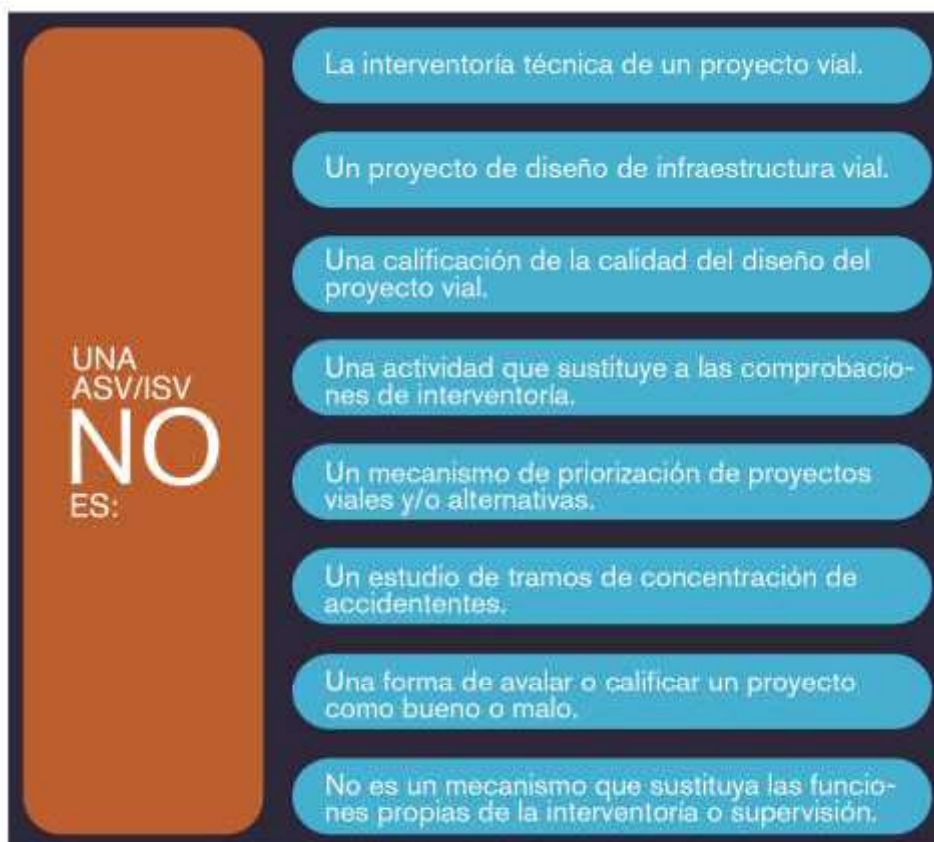 UNA
ASV/ISV
NO
ES:
La interventoría técnica de un proyecto vial.
Un proyecto de diseño de infraestructura vial.
Una calificación de la calidad del diseño del
proyecto vial.
Una actividad que sustituye a las comprobacio-
nes de interventoría.
Un mecanismo de priorización de proyectos
viales y/o alternativas.
Un estudio de tramos de concentración de
accidententes.
Una forma de avalar o calificar un proyecto
como bueno o malo.
No es un mecanismo que sustituya las funcio-
nes propias de la interventoría o supervisión.